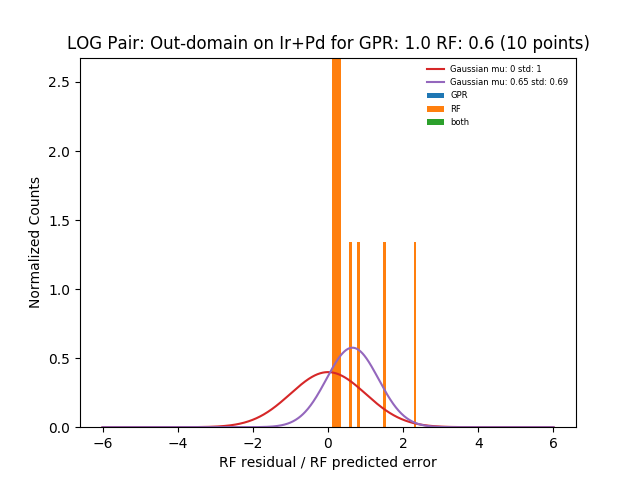 LOG Pair: Out-domain on Ir+Pd for GPR: 1.0 RF: 0.6 (10 points)
Gaussian mu: 0 std: 1
Gaussian mu: 0.65 std: 0.69
GPR
RF
both
Normalized Counts
2.5
2.0
1.5
1.0
0.5
0.0
−6
−4
−2
0
2
4
6
RF residual / RF predicted error